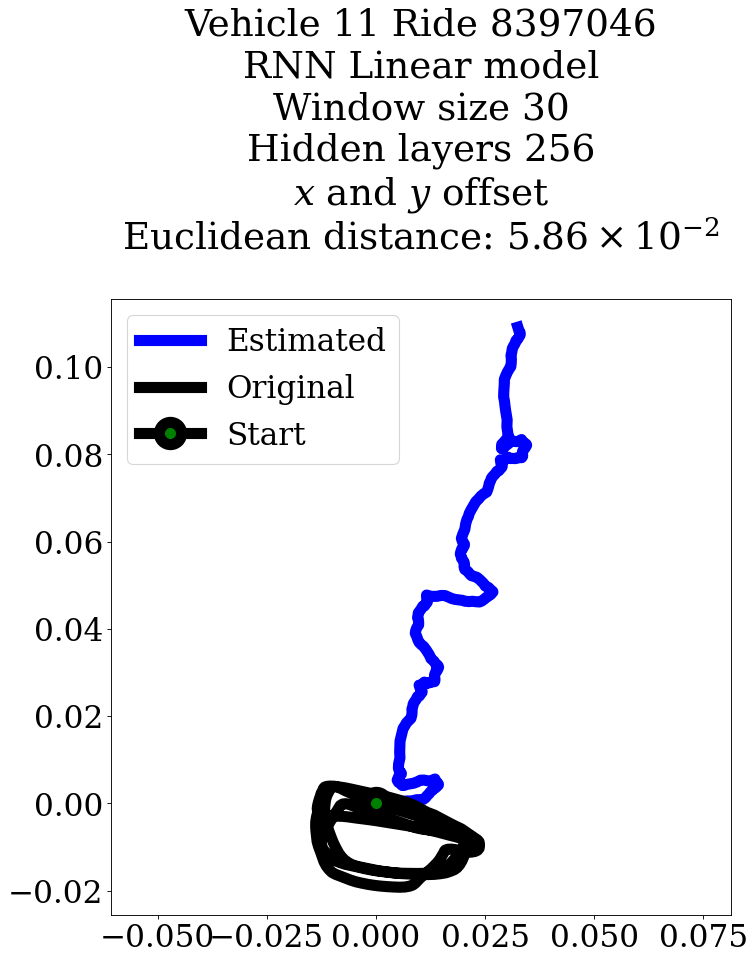 Vehicle 11 Ride 8397046
RNN Linear model
Window size 30
Hidden layers 256
x and y offset
Euclidean distance: 5.86 × 10⁻²
Estimated
Original
Start
0.10
0.08
0.06
0.04
0.02
0.00
−0.02
−0.050 −0.025 0.000 0.025 0.050 0.075